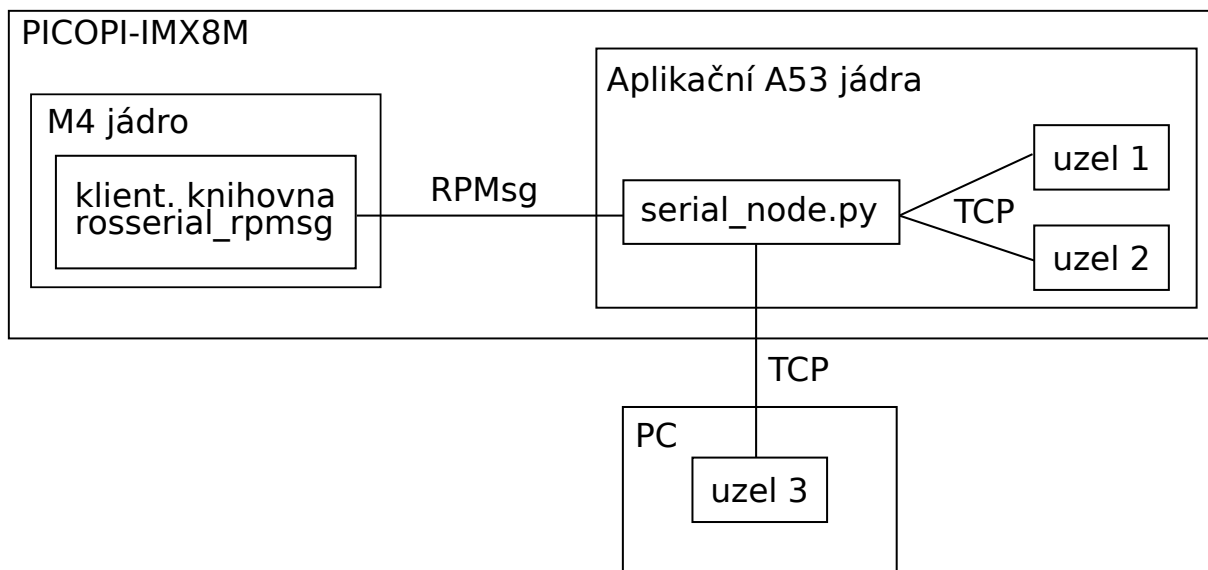 PICOPI-IMX8M
Aplikační A53 jádra
M4 jádro
uzel 1
klient. knihovna
rosserial_rpmsg
RPMsg
serial_node.py
TCP
uzel 2
TCP
PC
uzel 3